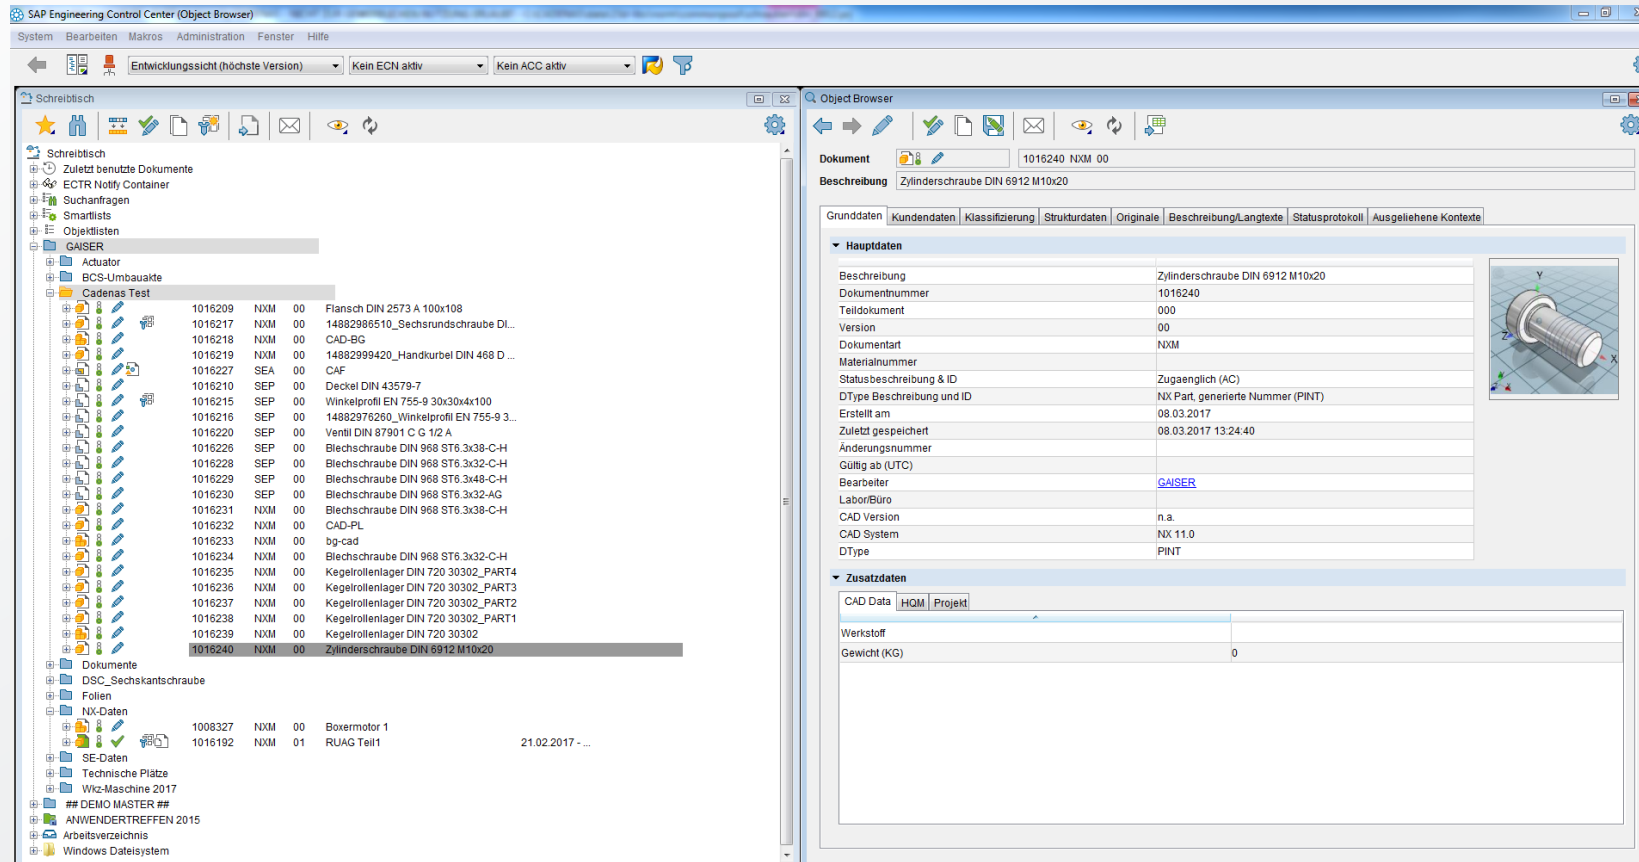 SAP Engineering Control Center (Object Browser)
System Bearbeiten Makros Administration Fenster Hilfe
Entwicklungssicht (höchste Version) Kein ECN aktiv Kein ACC aktiv
Schreibtisch
Schreibtisch
Zuletzt benutzte Dokumente
ECTR Notify Container
Suchanfragen
Smartlists
Objektlisten
GAISER
Actuator
BCS-Umbauakte
Cadenas Test
1016209 NXM 00 Flansch DIN 2573 A 100x108
1016217 NXM 00 14882986510_Sechsrundschraube DI...
1016218 NXM 00 CAD-BG
1016219 NXM 00 14882999420_Handkurbel DIN 468 D ...
1016227 SEA 00 CAF
1016210 SEP 00 Deckel DIN 43579-7
1016215 SEP 00 Winkelprofil EN 755-9 30x30x4x100
1016216 SEP 00 14882976260_Winkelprofil EN 755-9 3...
1016220 SEP 00 Ventil DIN 87901 C G 1/2 A
1016226 SEP 00 Blechschraube DIN 968 ST6.3x38-C-H
1016228 SEP 00 Blechschraube DIN 968 ST6.3x32-C-H
1016229 SEP 00 Blechschraube DIN 968 ST6.3x48-C-H
1016230 SEP 00 Blechschraube DIN 968 ST6.3x32-AG
1016231 NXM 00 Blechschraube DIN 968 ST6.3x38-C-H
1016232 NXM 00 CAD-PL
1016233 NXM 00 bg-cad
1016234 NXM 00 Blechschraube DIN 968 ST6.3x32-C-H
1016235 NXM 00 Kegelrollenlager DIN 720 30302_PART4
1016236 NXM 00 Kegelrollenlager DIN 720 30302_PART3
1016237 NXM 00 Kegelrollenlager DIN 720 30302_PART2
1016238 NXM 00 Kegelrollenlager DIN 720 30302_PART1
1016239 NXM 00 Kegelrollenlager DIN 720 30302
1016240 NXM 00 Zylinderschraube DIN 6912 M10x20
Dokumente
DSC_Sechskantschraube
Folien
NX-Daten
1008327 NXM 00 Boxermotor 1
1016192 NXM 01 RUAG Teil1 21.02.2017 - ...
SE-Daten
Technische Plätze
Wkz-Maschine 2017
## DEMO MASTER ##
ANWENDERTREFFEN 2015
Arbeitsverzeichnis
Windows Dateisystem
Object Browser
Dokument 1016240 NXM 00
Beschreibung Zylinderschraube DIN 6912 M10x20
Grunddaten Kundendaten Klassifizierung Strukturdaten Originale Beschreibung/Langtexte Statusprotokoll Ausgeliehene Kontexte
Hauptdaten
Beschreibung Zylinderschraube DIN 6912 M10x20
Dokumentnummer 1016240
Teildokument 000
Version 00
Dokumentart NXM
Materialnummer
Statusbeschreibung & ID Zugaenglich (AC)
DType Beschreibung und ID NX Part, generierte Nummer (PINT)
Erstellt am 08.03.2017
Zuletzt gespeichert 08.03.2017 13:24:40
Änderungsnummer
Gültig ab (UTC)
Bearbeiter GAISER
Labor/Büro
CAD Version n.a.
CAD System NX 11.0
DType PINT
Y
Z
X
Zusatzdaten
CAD Data HQM Projekt
Werkstoff
Gewicht (KG) 0